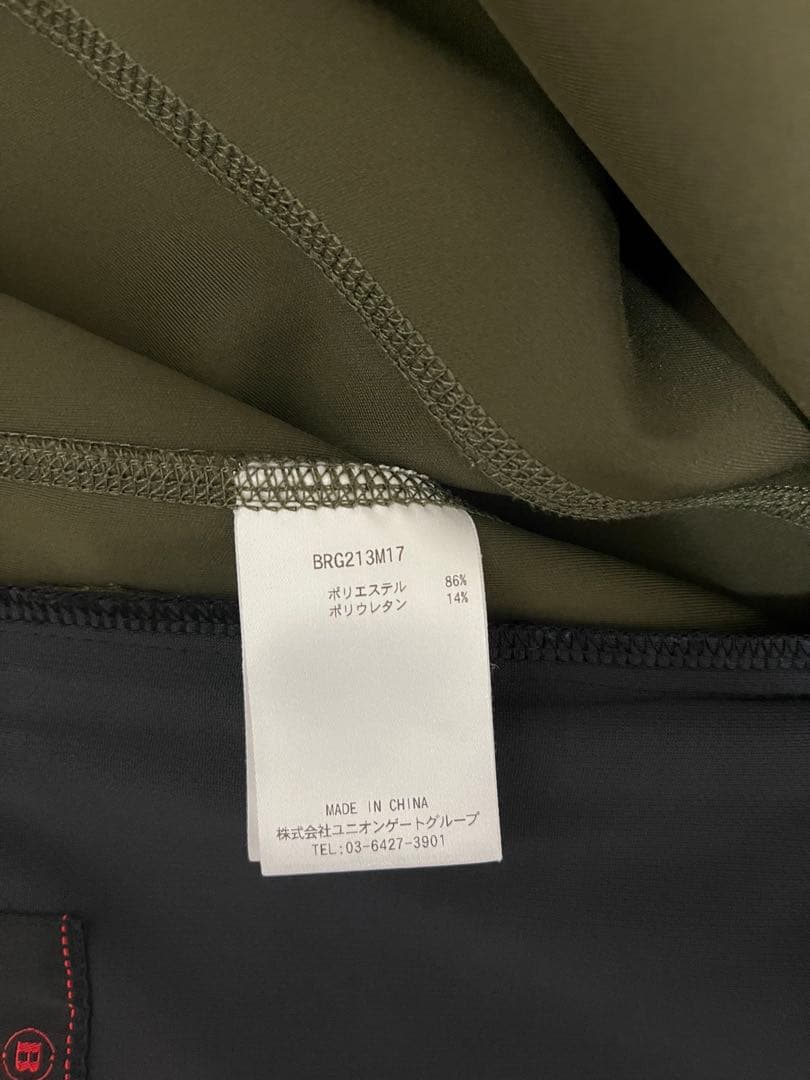 BRG213M17
ポリエステル 86%
ポリウレタン 14%
MADE IN CHINA
株式会社ユニオンゲートグループ
TEL:03-6427-3901
B